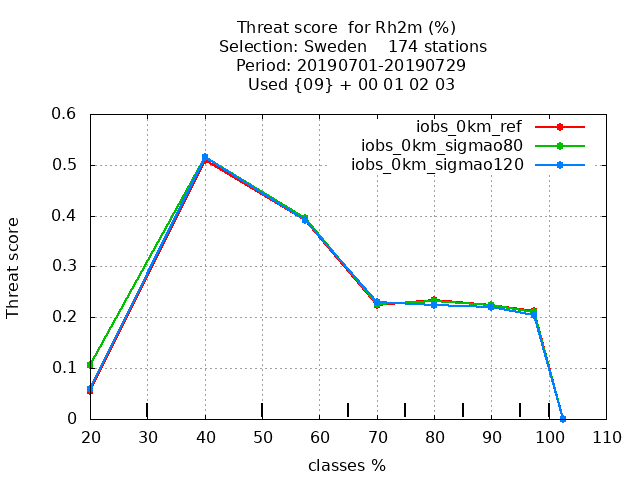 Threat score  for Rh2m (%)
Selection: Sweden    174 stations
Period: 20190701-20190729
Used {09} + 00 01 02 03
iobs_0km_ref
iobs_0km_sigmao80
iobs_0km_sigmao120
Threat score
0.6
0.5
0.4
0.3
0.2
0.1
0
20 30 40 50 60 70 80 90 100 110
classes %